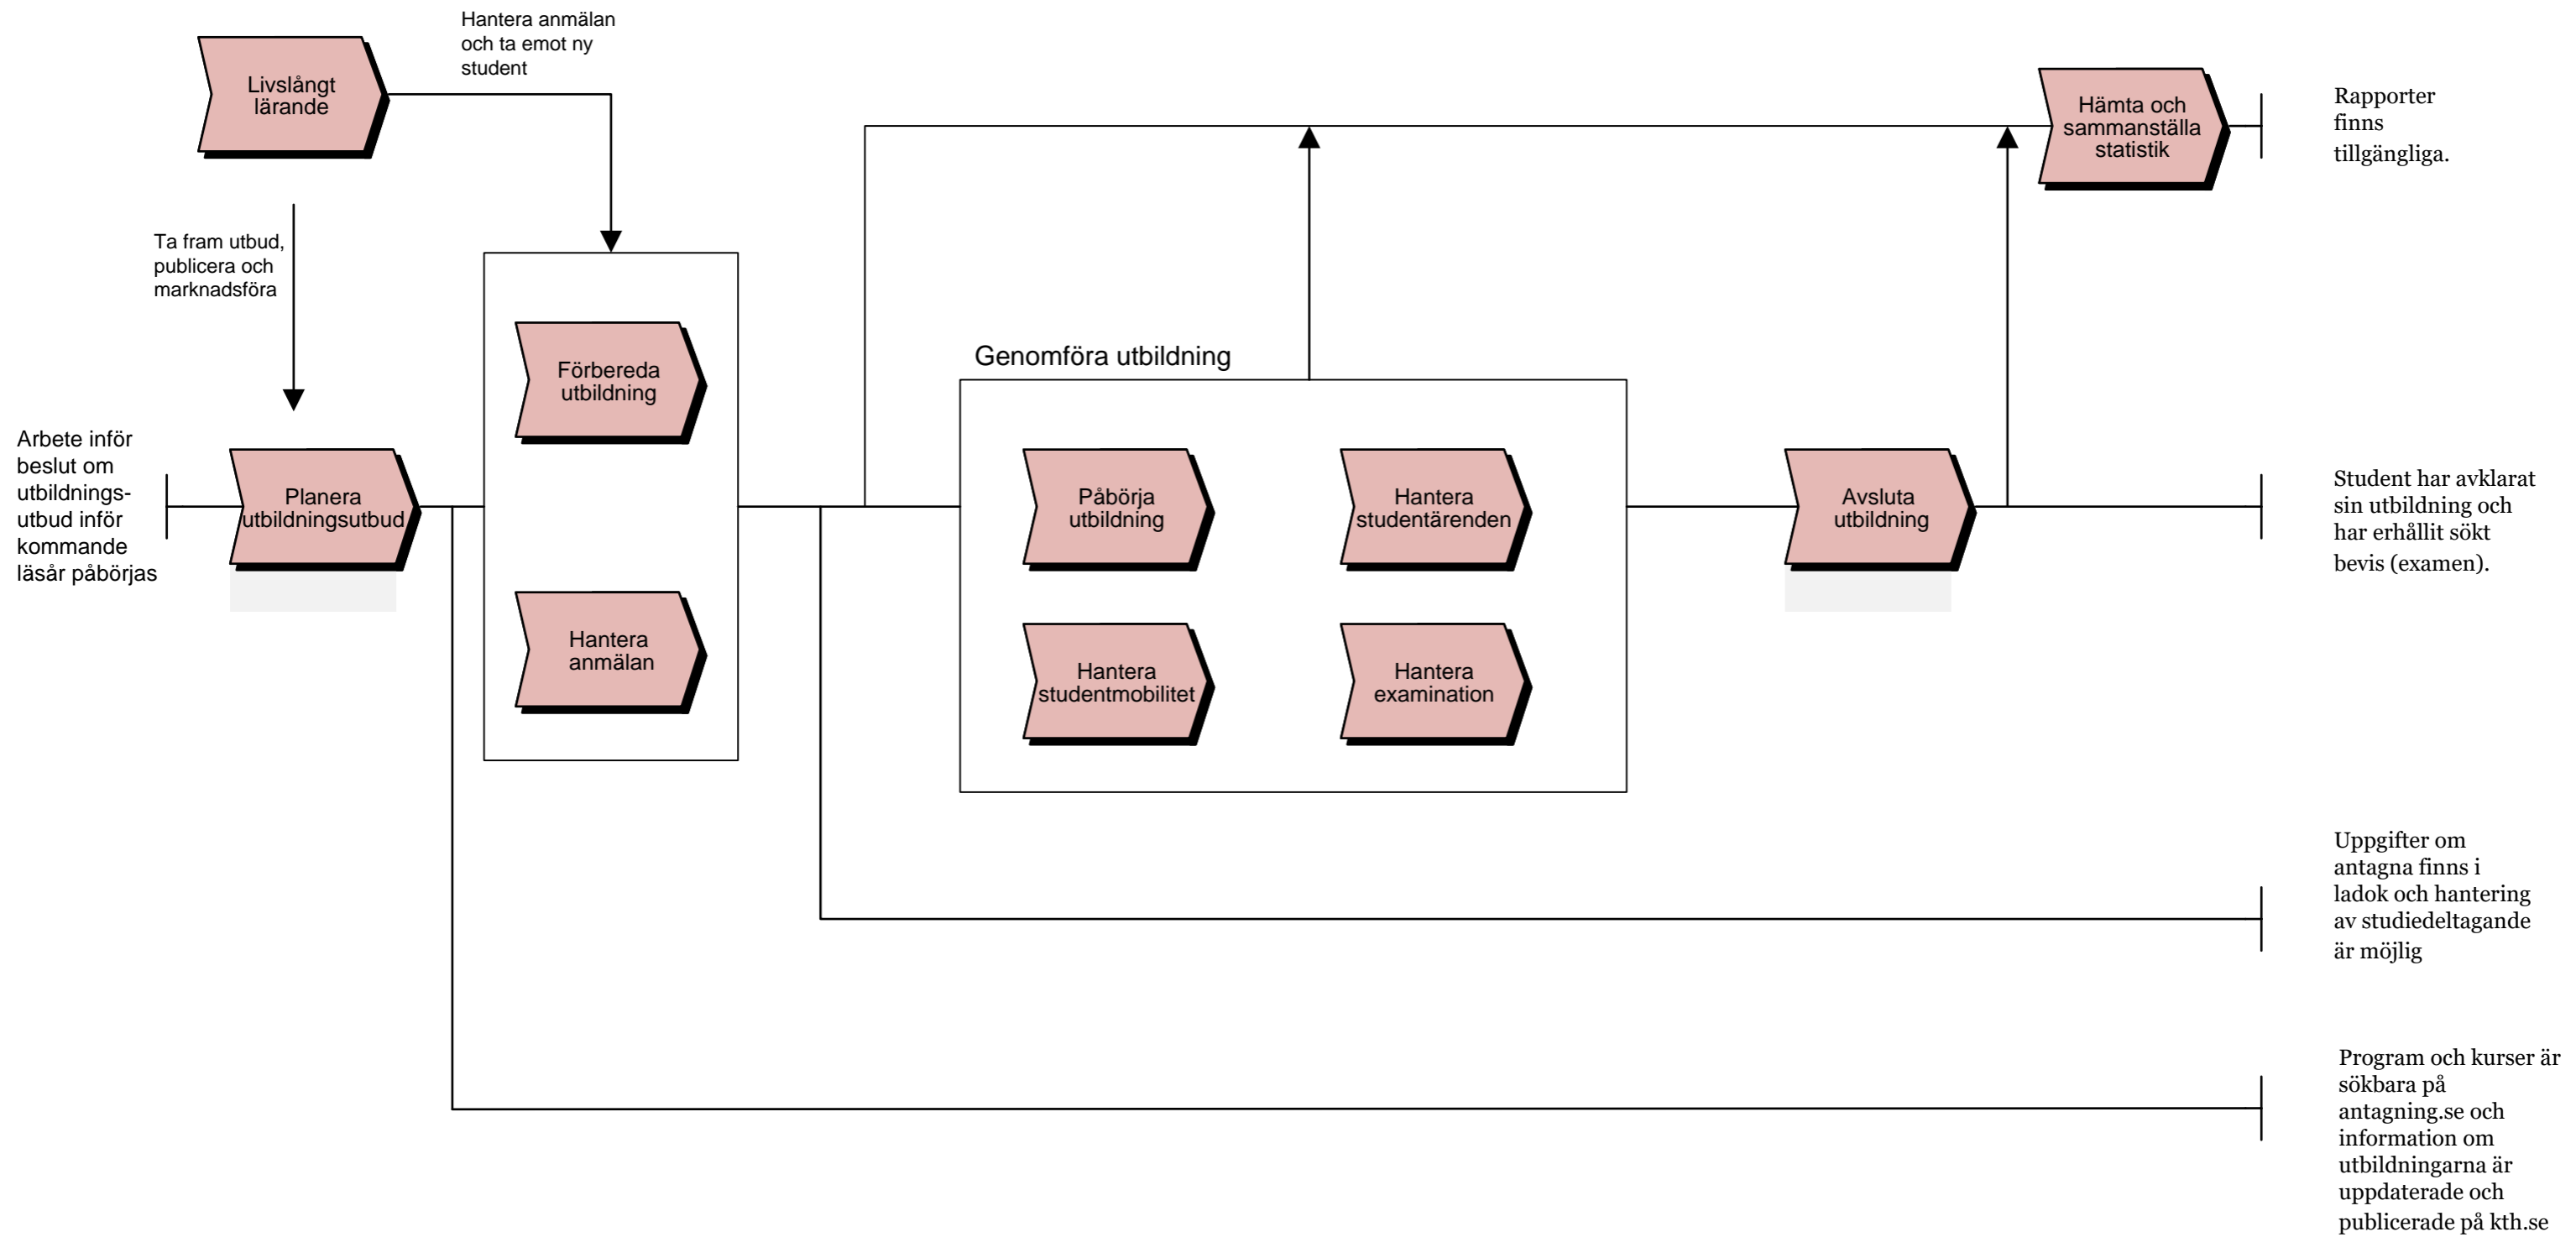 Hantera anmälan
och ta emot ny
student
Livslångt
lärande
Hämta och
sammanställa
statistik
Rapporter
finns
tillgängliga.
Ta fram utbud,
publicera och
marknadsföra
Förbereda
utbildning
Genomföra utbildning
Arbete inför
beslut om
utbildnings-
utbud inför
kommande
läsår påbörjas
Planera
utbildningsutbud
Påbörja
utbildning
Hantera
studentärenden
Avsluta
utbildning
Student har avklarat
sin utbildning och
har erhållit sökt
bevis (examen).
Hantera
anmälan
Hantera
studentmobilitet
Hantera
examination
Uppgifter om
antagna finns i
ladok och hantering
av studiedeltagande
är möjlig
Program och kurser är
sökbara på
antagning.se och
information om
utbildningarna är
uppdaterade och
publicerade på kth.se